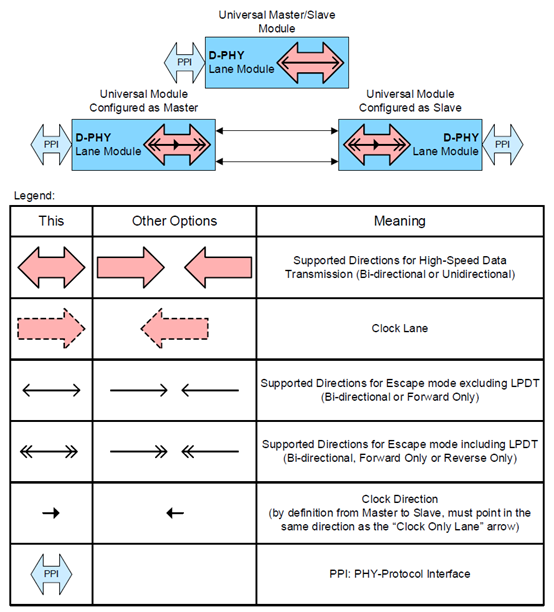 Universal Master/Slave
Module
PPI
D-PHY
Lane Module
Universal Module
Configured as Master
Universal Module
Configured as Slave
PPI
D-PHY
Lane Module
D-PHY
Lane Module
PPI
Legend:
This
Other Options
Meaning
Supported Directions for High-Speed Data
Transmission (Bi-directional or Unidirectional)
Clock Lane
Supported Directions for Escape mode excluding LPDT
(Bi-directional or Forward Only)
Supported Directions for Escape mode including LPDT
(Bi-directional, Forward Only or Reverse Only)
Clock Direction
(by definition from Master to Slave, must point in the
same direction as the “Clock Only Lane” arrow)
PPI
PPI: PHY-Protocol Interface